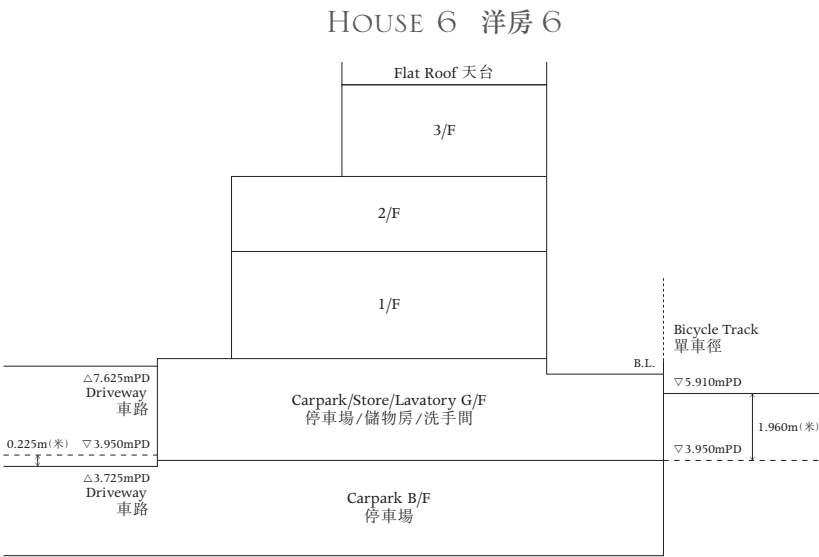 HOUSE 6 洋房 6
Flat Roof 天台
3/F
2/F
1/F
Bicycle Track
單車徑
B.L.
△7.625mPD
Driveway
車路
▽5.910mPD
Carpark/Store/Lavatory G/F
停車場/儲物房/洗手間
1.960m(米)
0.225m(米) ▽3.950mPD
▽3.950mPD
△3.725mPD
Driveway
車路
Carpark B/F
停車場